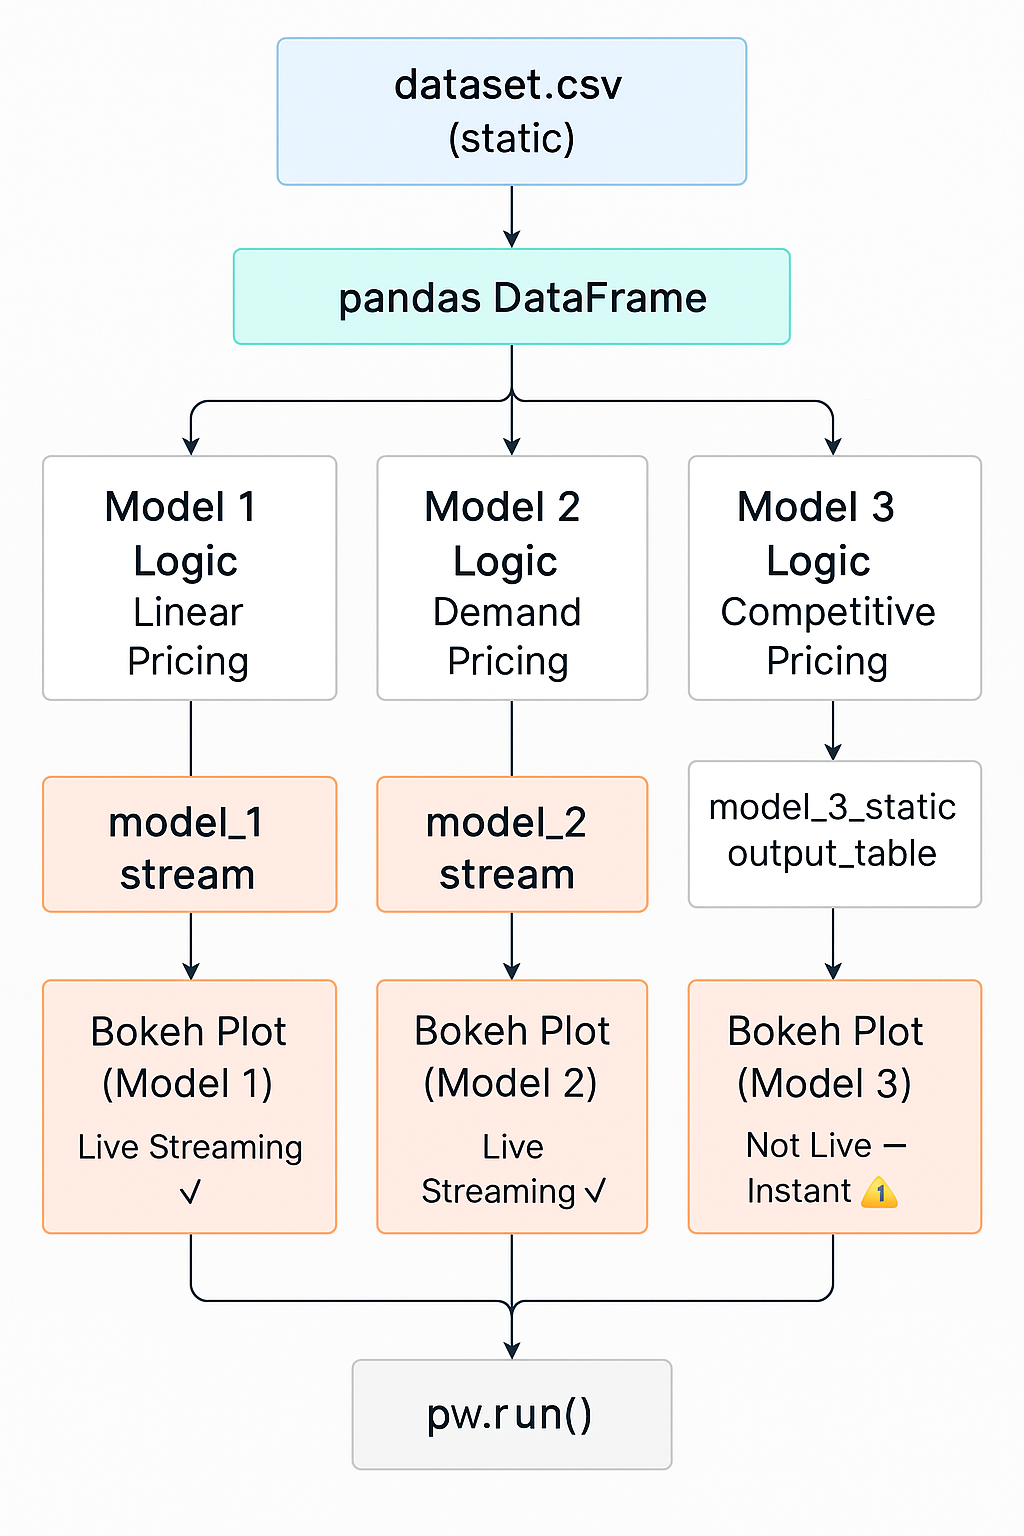 dataset.csv
(static)
pandas DataFrame
Model 1
Logic
Linear
Pricing
Model 2
Logic
Demand
Pricing
Model 3
Logic
Competitive
Pricing
model_1
stream
model_2
stream
model_3_static
output_table
Bokeh Plot
(Model 1)
Live Streaming
✓
Bokeh Plot
(Model 2)
Live
Streaming ✓
Bokeh Plot
(Model 3)
Not Live –
Instant 1
pw.run()